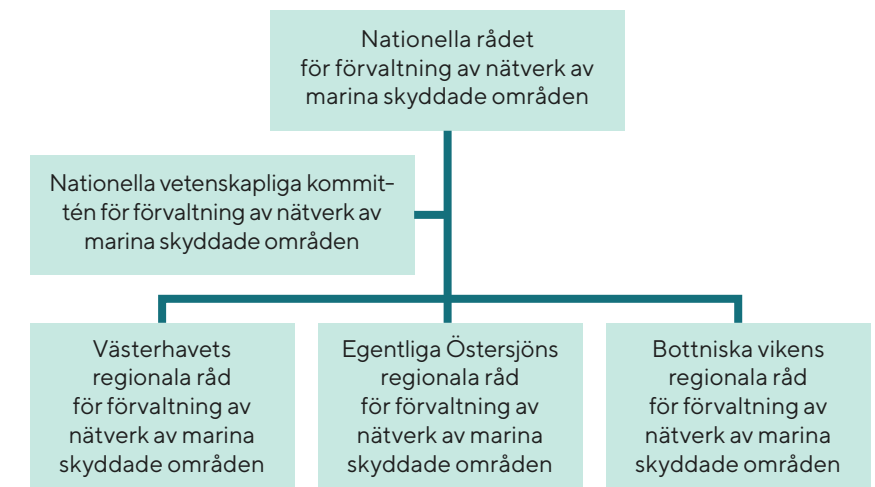 Nationella rådet
för förvaltning av nätverk av
marina skyddade områden
Nationella vetenskapliga kommit-
tén för förvaltning av nätverk av
marina skyddade områden
Västerhavets
regionala råd
för förvaltning av
nätverk av marina
skyddade områden
Egentliga Östersjöns
regionala råd
för förvaltning av
nätverk av marina
skyddade områden
Bottniska vikens
regionala råd
för förvaltning av
nätverk av marina
skyddade områden